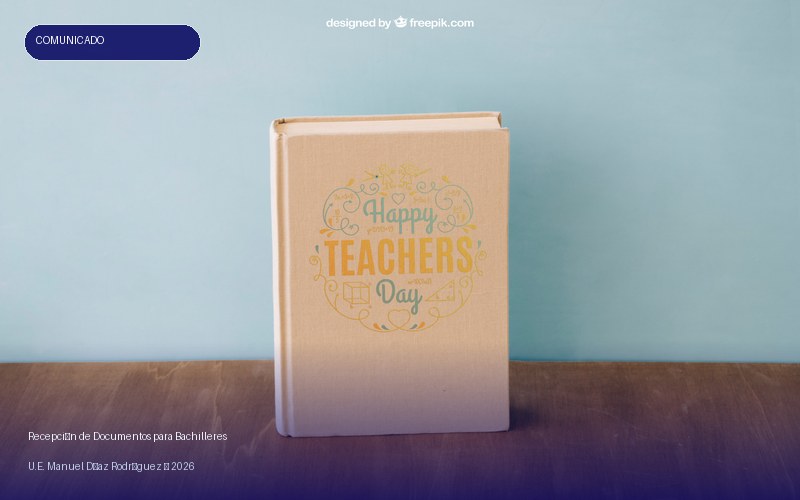 designed by freepik.com
COMUNICADO
Happy
TEACHERS
Day
Recepci□n de Documentos para Bachilleres
U.E. Manuel D□az Rodr□guez □ 2026